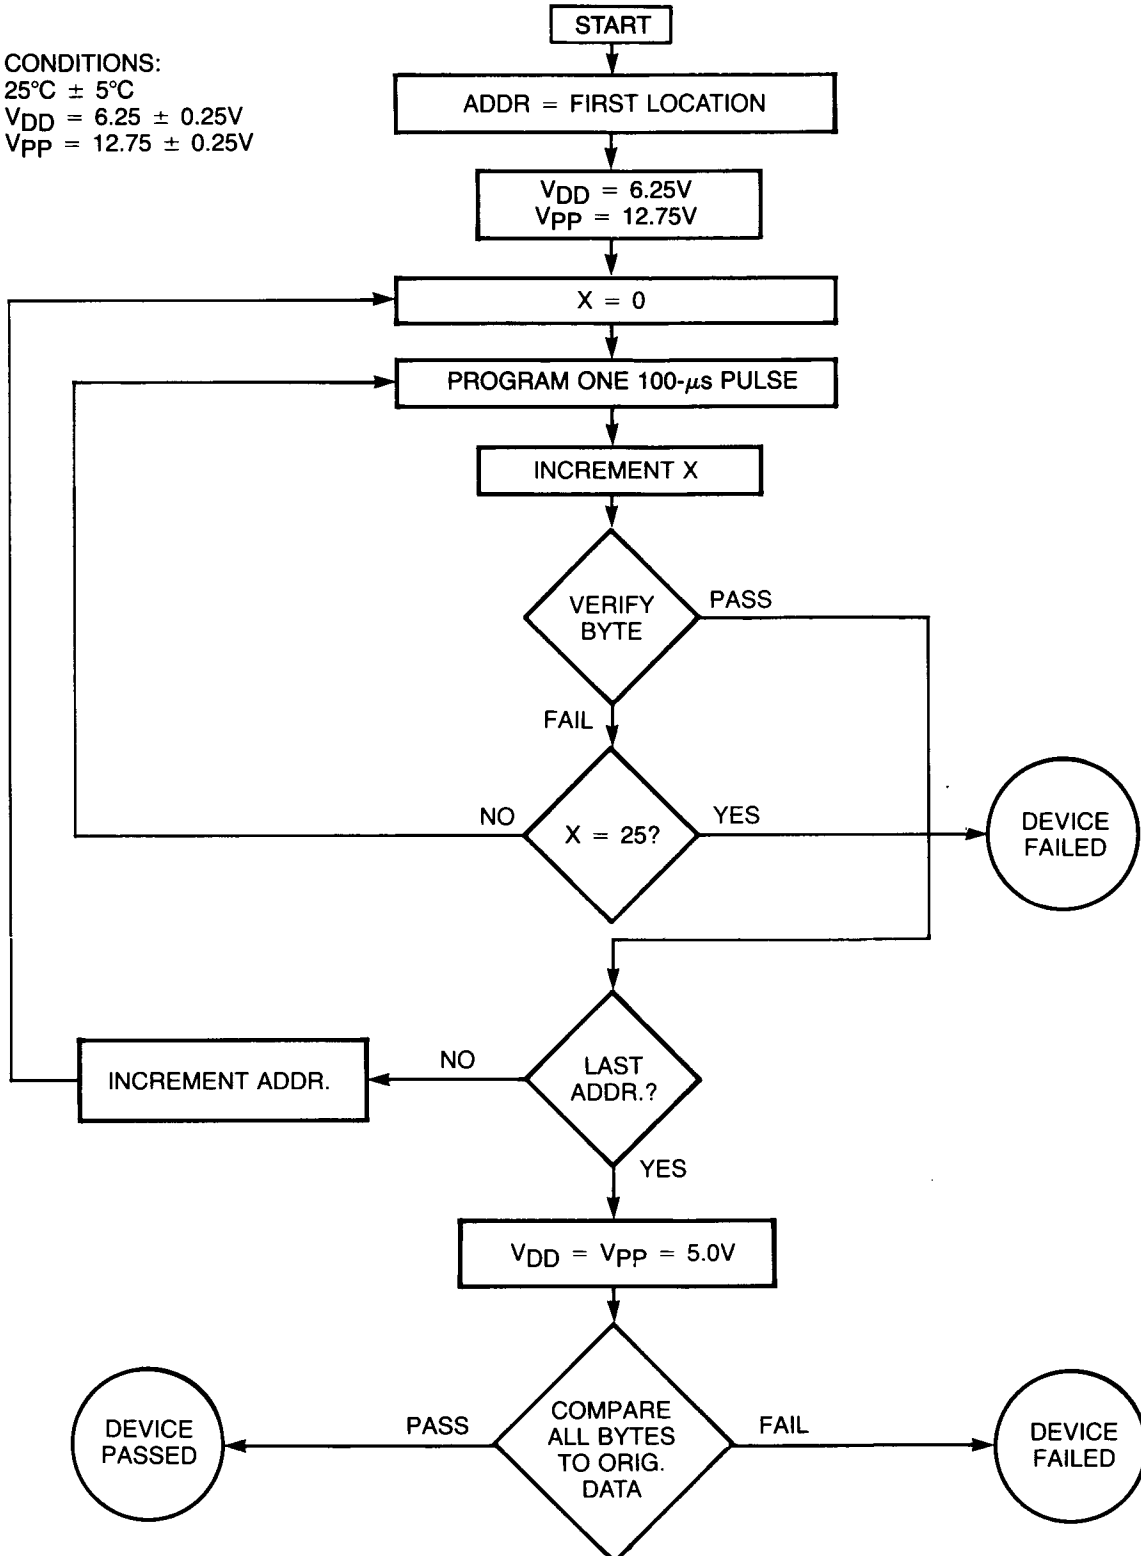 START
CONDITIONS:
25°C ± 5°C
VDD = 6.25 ± 0.25V
VPP = 12.75 ± 0.25V
ADDR = FIRST LOCATION
VDD = 6.25V
VPP = 12.75V
X = 0
PROGRAM ONE 100-µs PULSE
INCREMENT X
VERIFY
BYTE
PASS
FAIL
X = 25?
NO
YES
DEVICE
FAILED
LAST
ADDR.?
NO
INCREMENT ADDR.
YES
VDD = VPP = 5.0V
COMPARE
ALL BYTES
TO ORIG.
DATA
PASS
DEVICE
PASSED
FAIL
DEVICE
FAILED